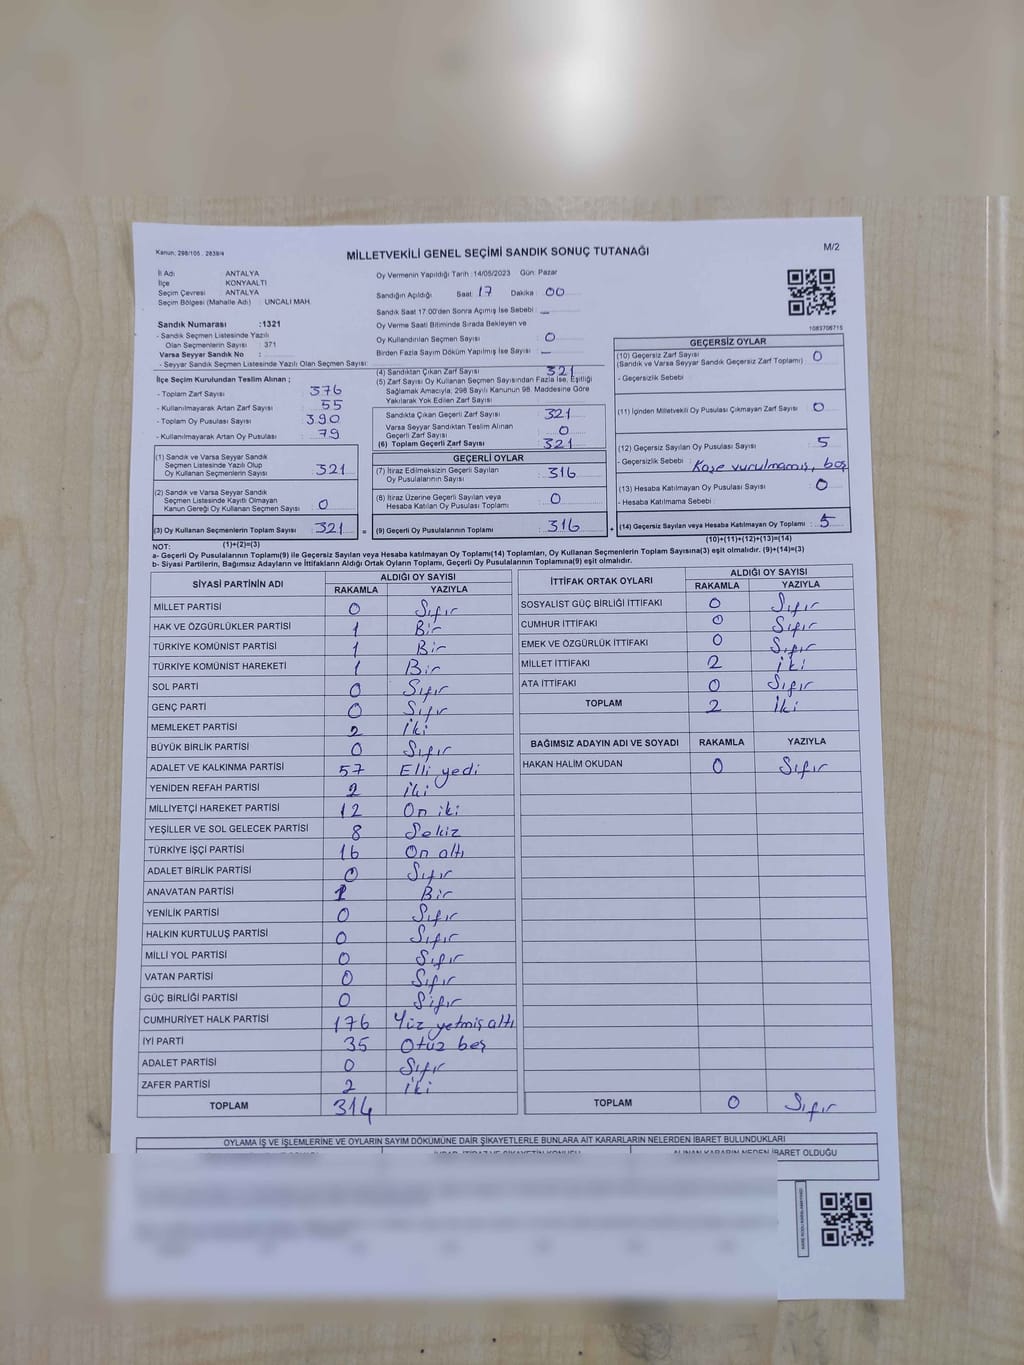 Kanun: 298/105 , 2839/4
MİLLETVEKİLİ GENEL SEÇİMİ SANDIK SONUÇ TUTANAĞI
M/2
İl Adı ANTALYA
İlçe KONYAALTI
Seçim Çevresi ANTALYA
Seçim Bölgesi (Mahalle Adı) : UNCALI MAH.
Oy Vermenin Yapıldığı Tarih :14/05/2023 Gün: Pazar
Sandığın Açıldığı Saat: 17 Dakika : 00
Sandık Saat 17.00'den Sonra Açımış İse Sebebi : –
Oy Verme Saati Bitiminde Sırada Bekleyen ve
Oy Kullandırılan Seçmen Sayısı : 0
Birden Fazla Sayım Döküm Yapılmış İse Sayısı : –
1083706715
Sandık Numarası :1321
- Sandık Seçmen Listesinde Yazılı
Olan Seçmenlerin Sayısı : 371
Varsa Seyyar Sandık No :
- Seyyar Sandık Seçmen Listesinde Yazılı Olan Seçmen Sayısı
İlçe Seçim Kurulundan Teslim Alınan ;
- Toplam Zarf Sayısı : 376
- Kullanılmayarak Artan Zarf Sayısı : 55
- Toplam Oy Pusulası Sayısı : 390
- Kullanılmayarak Artan Oy Pusulası : 79
(1) Sandık ve Varsa Seyyar Sandık
Seçmen Listesinde Yazılı Olup
Oy Kullanan Seçmenlerin Sayısı : 321
(2) Sandık ve Varsa Seyyar Sandık
Seçmen Listesinde Kayıtlı Olmayan
Kanun Gereği Oy Kullanan Seçmen Sayısı : 0
(3) Oy Kullanan Seçmenlerin Toplam Sayısı : 321 =
(1)+(2)=(3)
(4) Sandıktan Çıkan Zarf Sayısı : 321
(5) Zarf Sayısı Oy Kullanan Seçmen Sayısından Fazla İse, Eşitliği
Sağlamak Amacıyla; 298 Sayılı Kanunun 98. Maddesine Göre
Yakılarak Yok Edilen Zarf Sayısı :
Sandıkta Çıkan Geçerli Zarf Sayısı : 321
Varsa Seyyar Sandıktan Teslim Alınan
Geçerli Zarf Sayısı : 0
(6) Toplam Geçerli Zarf Sayısı : 321
GEÇERLİ OYLAR
(7) İtiraz Edilmeksizin Geçerli Sayılan
Oy Pusulasının Toplamı : 316
(8) İtiraz Üzerine Geçerli Sayılan veya
Hesaba Katılan Oy Pusulası Toplamı : 0
(9) Geçerli Oy Pusulalarının Toplamı : 316 +
GEÇERSİZ OYLAR
(10) Geçersiz Zarf Sayısı : 0
(Sandık ve Varsa Seyyar Sandık Geçersiz Zarf Toplamı)
- Geçersizlik Sebebi :
(11) İçinden Milletvekili Oy Pusulası Çıkmayan Zarf Sayısı : 0
(12) Geçersiz Sayılan Oy Pusulası Sayısı : 5
- Geçersizlik Sebebi : Kaşe vurulmamış, boş
(13) Hesaba Katılmayan Oy Pusulası Sayısı : 0
- Hesaba Katılmama Sebebi :
(14) Geçersiz Sayılan veya Hesaba Katılmayan Oy Toplamı : 5
(10)+(11)+(12)+(13)=(14)
NOT:
a- Geçerli Oy Pusulasının Toplamı(9) ile Geçersiz Sayılan veya Hesaba katılmayan Oy Toplamı(14) Toplamları, Oy Kullanan Seçmenlerin Toplam Sayısına(3) eşit olmalıdır. (9)+(14)=(3)
b- Siyasi Partilerin, Bağımsız Adayların ve İttifakların Aldığı Ortak Oyların Toplamı, Geçerli Oy Pusulalarının Toplamına(9) eşit olmalıdır.
SİYASİ PARTİNİN ADI ALDIĞI OY SAYISI
RAKAMLA YAZIYLA
MİLLET PARTİSİ 0 Sıfır
HAK VE ÖZGÜRLÜKLER PARTİSİ 1 Bir
TÜRKİYE KOMÜNİST PARTİSİ 1 Bir
TÜRKİYE KOMÜNİST HAREKETİ 1 Bir
SOL PARTİ 0 Sıfır
GENÇ PARTİ 0 Sıfır
MEMLEKET PARTİSİ 2 iki
BÜYÜK BİRLİK PARTİSİ 0 Sıfır
ADALET VE KALKINMA PARTİSİ 57 Elli yedi
YENİDEN REFAH PARTİSİ 2 iki
MİLLİYETÇİ HAREKET PARTİSİ 12 On iki
YEŞİLLER VE SOL GELECEK PARTİSİ 8 Sekiz
TÜRKİYE İŞÇİ PARTİSİ 16 On altı
ADALET BİRLİK PARTİSİ 0 Sıfır
ANAVATAN PARTİSİ 1 Bir
YENİLİK PARTİSİ 0 Sıfır
HALKIN KURTULUŞ PARTİSİ 0 Sıfır
MİLLİ YOL PARTİSİ 0 Sıfır
VATAN PARTİSİ 0 Sıfır
GÜÇ BİRLİĞİ PARTİSİ 0 Sıfır
CUMHURİYET HALK PARTİSİ 176 Yüz yetmiş altı
İYİ PARTİ 35 Otuz beş
ADALET PARTİSİ 0 Sıfır
ZAFER PARTİSİ 2 iki
TOPLAM 314
İTTİFAK ORTAK OYLARI ALDIĞI OY SAYISI
RAKAMLA YAZIYLA
SOSYALİST GÜÇ BİRLİĞİ İTTİFAKI 0 Sıfır
CUMHUR İTTİFAKI 0 Sıfır
EMEK VE ÖZGÜRLÜK İTTİFAKI 0 Sıfır
MİLLET İTTİFAKI 2 iki
ATA İTTİFAKI 0 Sıfır
TOPLAM 2 iki
BAĞIMSIZ ADAYIN ADI VE SOYADI RAKAMLA YAZIYLA
HAKAN HALİM OKUDAN 0 Sıfır
TOPLAM 0 Sıfır
OYLAMA İŞ VE İŞLEMLERİNE VE OYLARIN SAYIM DÖKÜMÜNE DAİR ŞİKAYETLERLE BUNLARA AİT KARARLARIN NELERDEN İBARET BULUNDUKLARI
ALINAN KARARIN NEDEN İBARET OLDUĞU